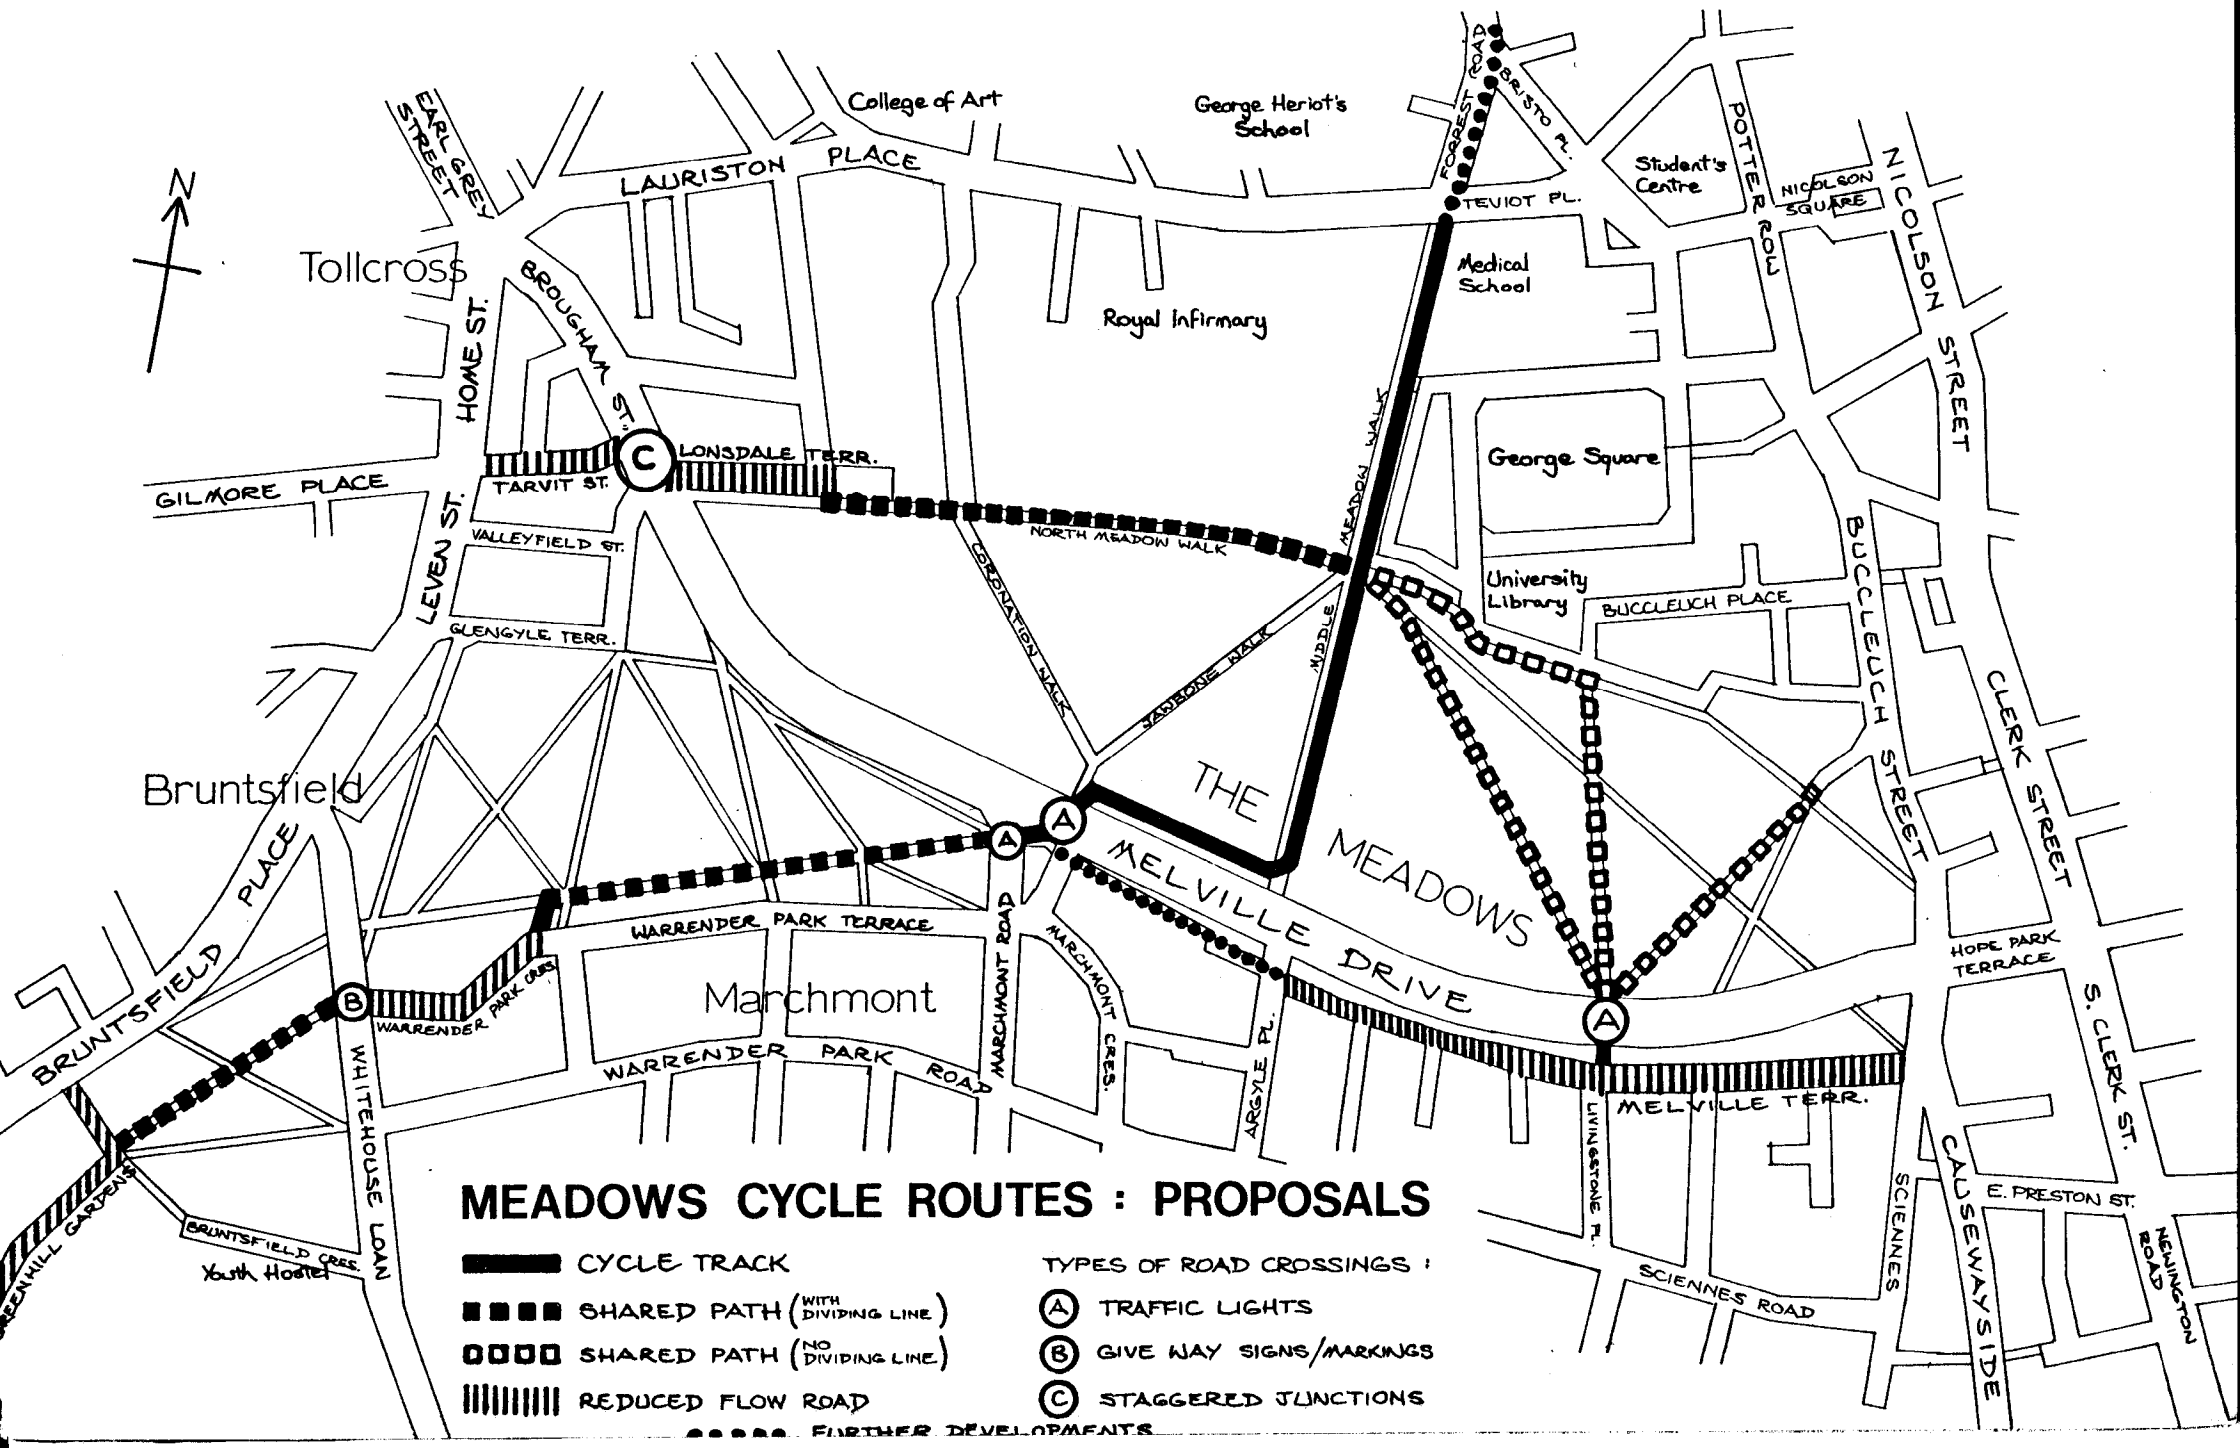 FOREST ROAD
BRISTO PL.
EARL GREY
STREET
College of Art
George Heriot's
School
POTTERROW
Student's
Centre
NICOLSON
SQUARE
NICOLSON STREET
N
LAURISTON PLACE
TEVIOT PL.
Tollcross
BROUGHAM ST.
HOME ST.
Royal Infirmary
Medical
School
MEADOW WALK
George Square
C
LONSDALE TERR.
TARVIT ST.
GILMORE PLACE
LEVEN ST.
VALLEYFIELD ST.
NORTH MEADOW WALK
CORONATION WALK
University
Library
BUCCLEUCH PLACE
BUCCLEUCH STREET
GLENGYLE TERR.
JAWBONE WALK
MIDDLE
CLERK STREET
Bruntsfield
THE
MEADOWS
A
A
MELVILLE DRIVE
BRUNTSFIELD PLACE
WARRENDER PARK TERRACE
MARCHMONT ROAD
MARCHMONT CRES.
HOPE PARK
TERRACE
Marchmont
B
WARRENDER PARK CRES.
WARRENDER PARK ROAD
ARGYLE PL.
A
S. CLERK ST.
MELVILLE TERR.
LIVINGSTONE PL.
WHITEHOUSE LOAN
GREENHILL GARDENS
BRUNTSFIELD CRES.
Youth Hostel
SCIENNES
CAUSEWAYSIDE
E. PRESTON ST.
NEWINGTON
ROAD
SCIENNES ROAD
MEADOWS CYCLE ROUTES : PROPOSALS
CYCLE TRACK
SHARED PATH (WITH DIVIDING LINE)
SHARED PATH (NO DIVIDING LINE)
REDUCED FLOW ROAD
FURTHER DEVELOPMENTS
TYPES OF ROAD CROSSINGS :
A TRAFFIC LIGHTS
B GIVE WAY SIGNS/MARKINGS
C STAGGERED JUNCTIONS